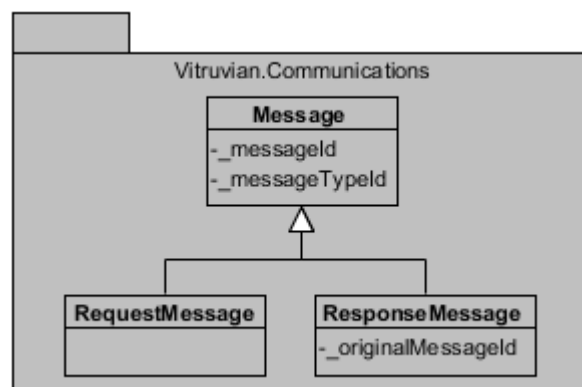 Vitruvian.Communications
Message
-_messageId
-_messageTypeId
RequestMessage
ResponseMessage
-_originalMessageId